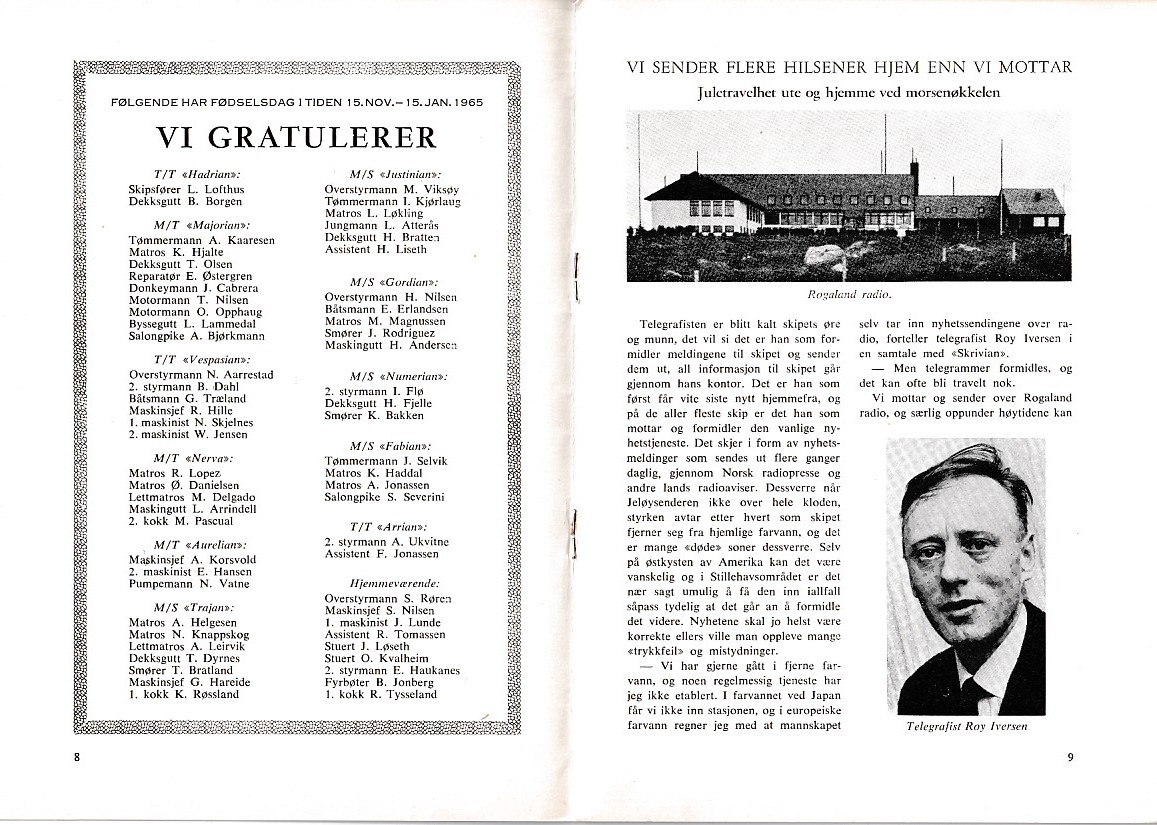 FØLGENDE HAR FØDSELSDAG I TIDEN 15. NOV.– 15. JAN. 1965
VI GRATULERER
T/T «Hadrian»:
Skipsfører L. Lofthus
Dekksgutt B. Borgen
M/T «Majorian»:
Tømmermann A. Kaaresen
Matros K. Hjalte
Dekksgutt T. Olsen
Reparatør E. Østergren
Donkeymann J. Cabrera
Motormann T. Nilsen
Motormann O. Opphaug
Byssegutt L. Lammedal
Salongpike A. Bjørkmann
T/T «Vespasian»:
Overstyrmann N. Aarrestad
2. styrmann B. Dahl
Båtsmann G. Træland
Maskinsjef R. Hille
1. maskinist N. Skjelnes
2. maskinist W. Jensen
M/T «Nerva»:
Matros R. Lopez
Matros Ø. Danielsen
Lettmatros M. Delgado
Maskingutt L. Arrindell
2. kokk M. Pascual
M/T «Aurelian»:
Maskinsjef A. Korsvold
2. maskinist E. Hansen
Pumpemann N. Vatne
M/S «Trajan»:
Matros A. Helgesen
Matros N. Knappskog
Lettmatros A. Leirvik
Dekksgutt T. Dyrnes
Smører T. Bratland
Maskinsjef G. Hareide
1. kokk K. Røssland
M/S «Justinian»:
Overstyrmann M. Viksøy
Tømmermann I. Kjørlaug
Matros L. Løkling
Jungmann L. Atterås
Dekksgutt H. Bratten
Assistent H. Liseth
M/S «Gordian»:
Overstyrmann H. Nilsen
Båtsmann E. Erlandsen
Matros M. Magnussen
Smører J. Rodriguez
Maskingutt H. Andersen
M/S «Numerian»:
2. styrmann I. Flø
Dekksgutt H. Fjelle
Smører K. Bakken
M/S «Fabian»:
Tømmermann J. Selvik
Matros K. Haddal
Matros A. Jonassen
Salongpike S. Severini
T/T «Arrian»:
2. styrmann A. Ukvitne
Assistent F. Jonassen
Hjemmeværende:
Overstyrmann S. Røren
Maskinsjef S. Nilsen
1. maskinist J. Lunde
Assistent R. Tomassen
Stuert J. Løseth
Stuert O. Kvalheim
2. styrmann E. Haukanes
Fyrbøter B. Jonberg
1. kokk R. Tysseland
8
VI SENDER FLERE HILSENER HJEM ENN VI MOTTAR
Juletravelhet ute og hjemme ved morsenøkkelen
Rogaland radio.
Telegrafisten er blitt kalt skipets øre
og munn, det vil si det er han som for-
midler meldingene til skipet og sender
dem ut, all informasjon til skipet går
gjennom hans kontor. Det er han som
først får vite siste nytt hjemmefra, og
på de aller fleste skip er det han som
mottar og formidler den vanlige ny-
hetstjeneste. Det skjer i form av nyhets-
meldinger som sendes ut flere ganger
daglig, gjennom Norsk radiopresse og
andre lands radioaviser. Dessverre når
Jeløysenderen ikke over hele kloden,
styrken avtar etter hvert som skipet
fjerner seg fra hjemlige farvann, og det
er mange «døde» soner dessverre. Selv
på østkysten av Amerika kan det være
vanskelig og i Stillehavsområdet er det
nær sagt umulig å få den inn iallfall
såpass tydelig at det går an å formidle
det videre. Nyhetene skal jo helst være
korrekte ellers ville man oppleve mange
«trykkfeil» og mistydninger.
— Vi har gjerne gått i fjerne far-
vann, og noen regelmessig tjeneste har
jeg ikke etablert. I farvannet ved Japan
får vi ikke inn stasjonen, og i europeiske
farvann regner jeg med at mannskapet
selv tar inn nyhetssendingene over ra-
dio, forteller telegrafist Roy Iversen i
en samtale med «Skrivian».
— Men telegrammer formidles, og
det kan ofte bli travelt nok.
Vi mottar og sender over Rogaland
radio, og særlig oppunder høytidene kan
Telegrafist Roy Iversen
9